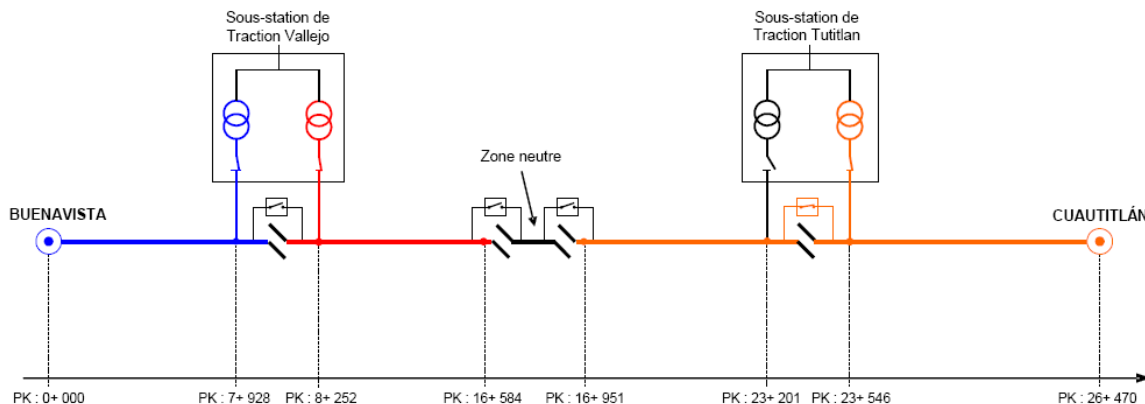 Sous-station de
Traction Vallejo
Sous-station de
Traction Tutitlan
Zone neutre
BUENAVISTA
CUAUTITLÁN
PK : 0+ 000
PK : 7+ 928
PK : 8+ 252
PK : 16+ 584
PK : 16+ 951
PK : 23+ 201
PK : 23+ 546
PK : 26+ 470